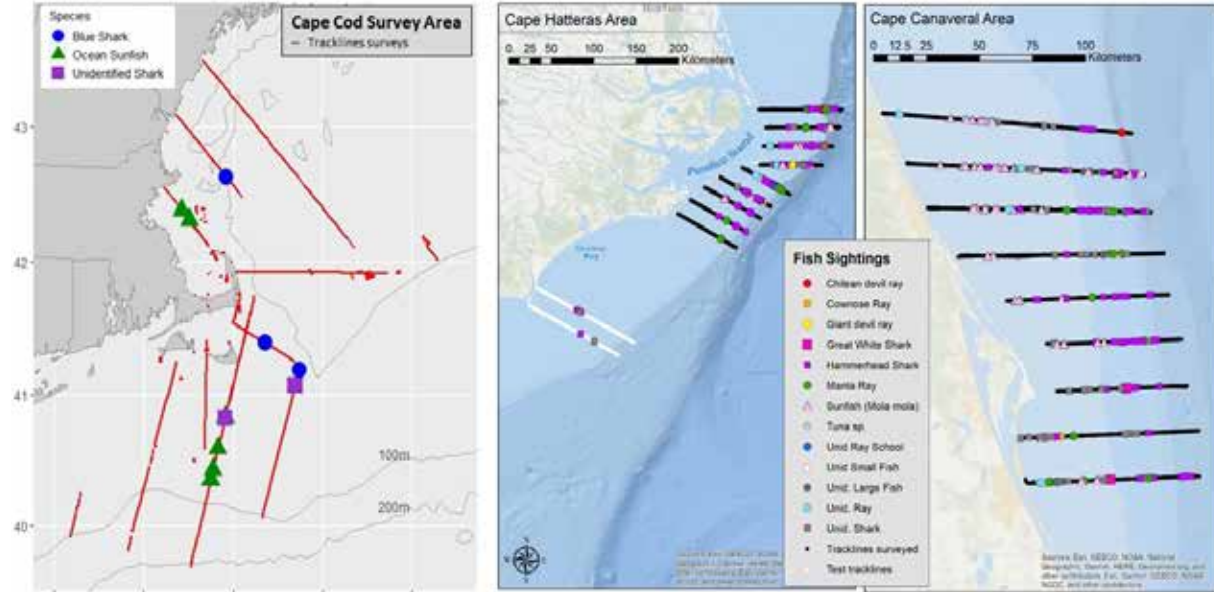 Species
Blue Shark
Ocean Sunfish
Unidentified Shark
Cape Cod Survey Area
Tracklines surveys
43
42
41
40
100m
200m
Cape Hatteras Area
0 25 50 100 150 200
Kilometers
Pamlico Sound
Cape Canaveral Area
0 12.5 25 50 75 100
Kilometers
Fish Sightings
Chilean devil ray
Cownose Ray
Giant devil ray
Great White Shark
Hammerhead Shark
Manta Ray
Sunfish (Mola mola)
Tuna sp
Unid Ray School
Unid Small Fish
Unid. Large Fish
Unid. Ray
Unid. Shark
Tracklines surveyed
Test tracklines
N